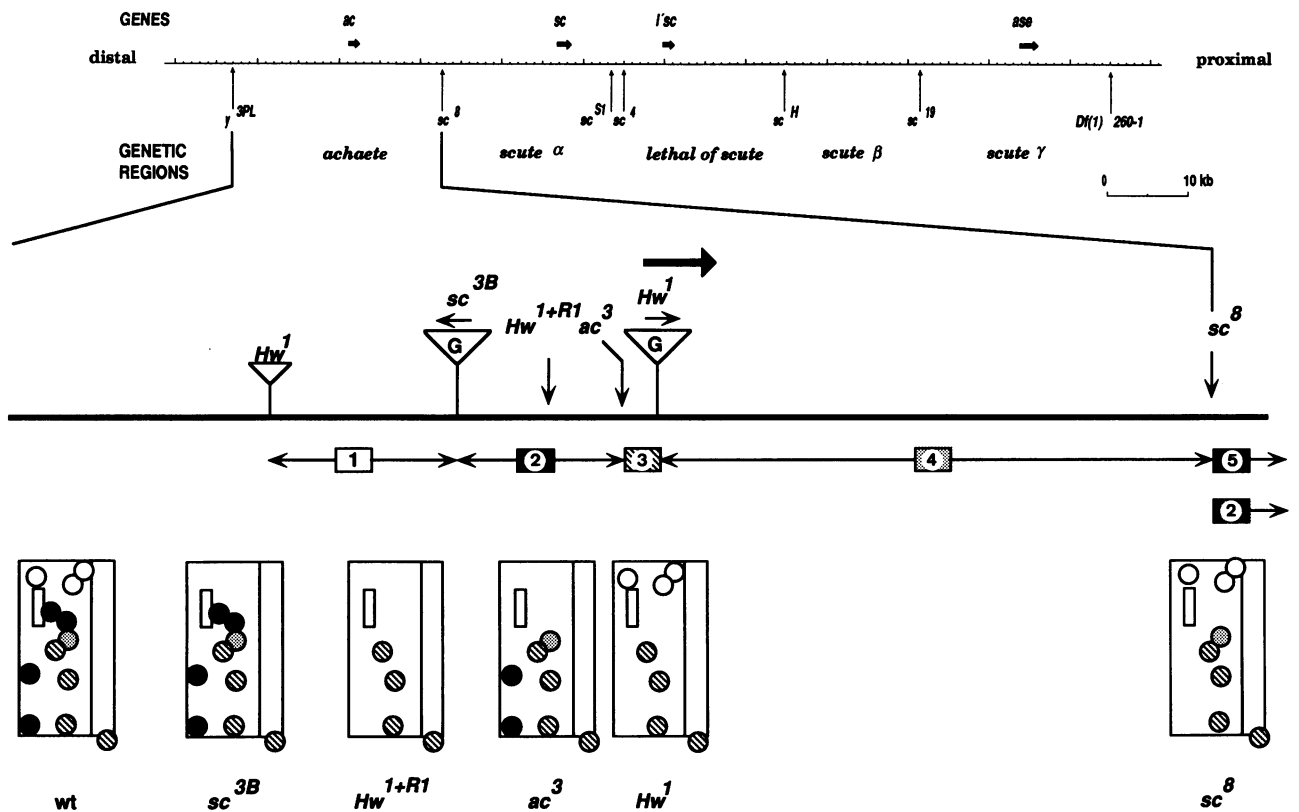 GENES ac sc l'sc ase
distal proximal
y 3PL sc 8 sc S1 sc 4 sc H sc 19 Df(1) 260-1
GENETIC REGIONS achaete scute α lethal of scute scute β scute γ
0 10 kb
Hw 1 sc 3B Hw 1+R1 ac 3 Hw 1 sc 8
G G
1 2 3 4 5
2
wt sc 3B Hw 1+R1 ac 3 Hw 1 sc 8